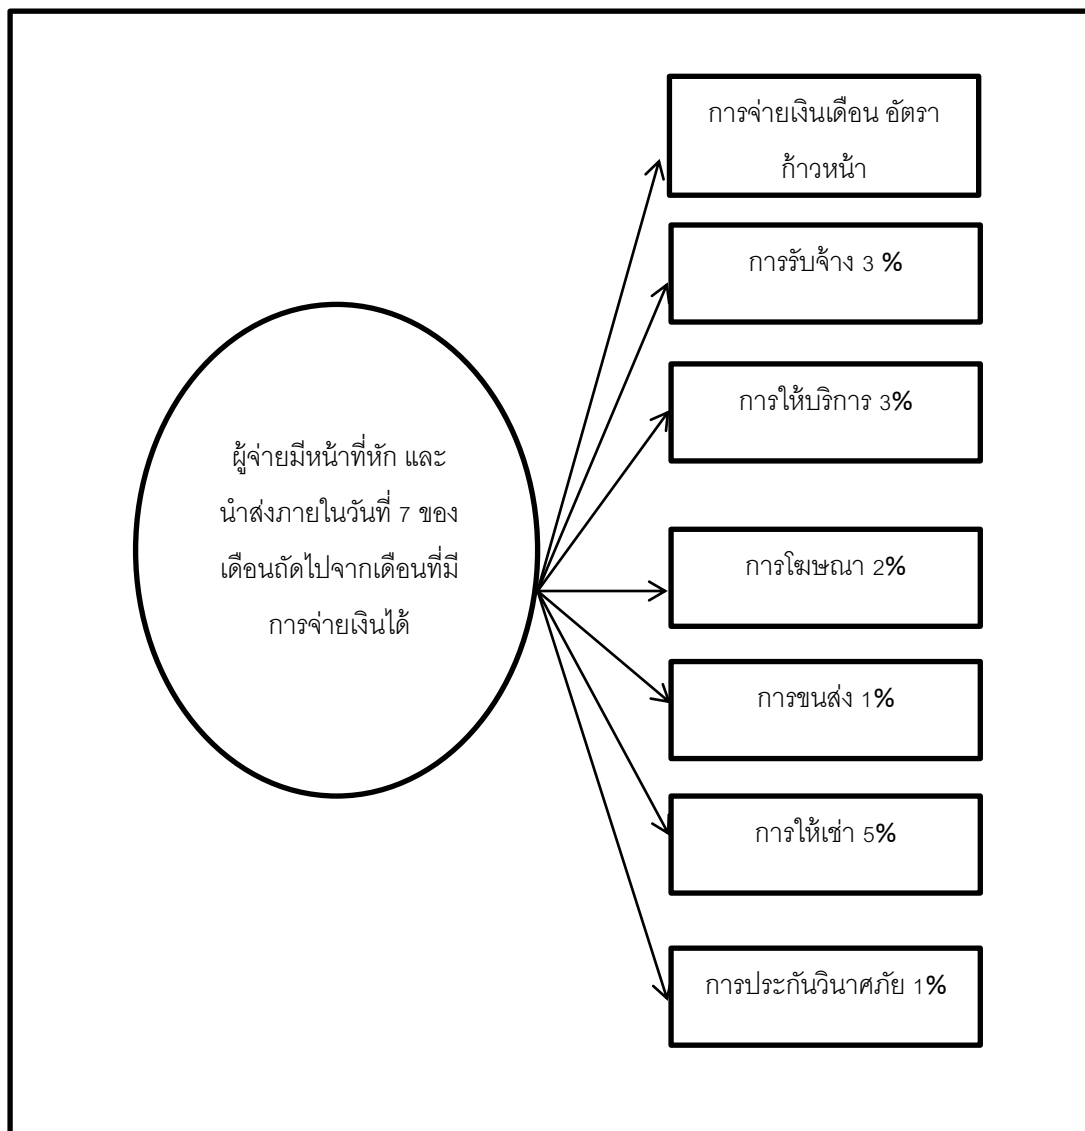 การจ่ายเงินเดือน อัตรา
ก้าวหน้า
การรับจ้าง 3 %
การให้บริการ 3%
ผู้จ่ายมีหน้าที่หัก และ
นำส่งภายในวันที่ 7 ของ
เดือนถัดไปจากเดือนที่มี
การจ่ายเงินได้
การโฆษณา 2%
การขนส่ง 1%
การให้เช่า 5%
การประกันวินาศภัย 1%